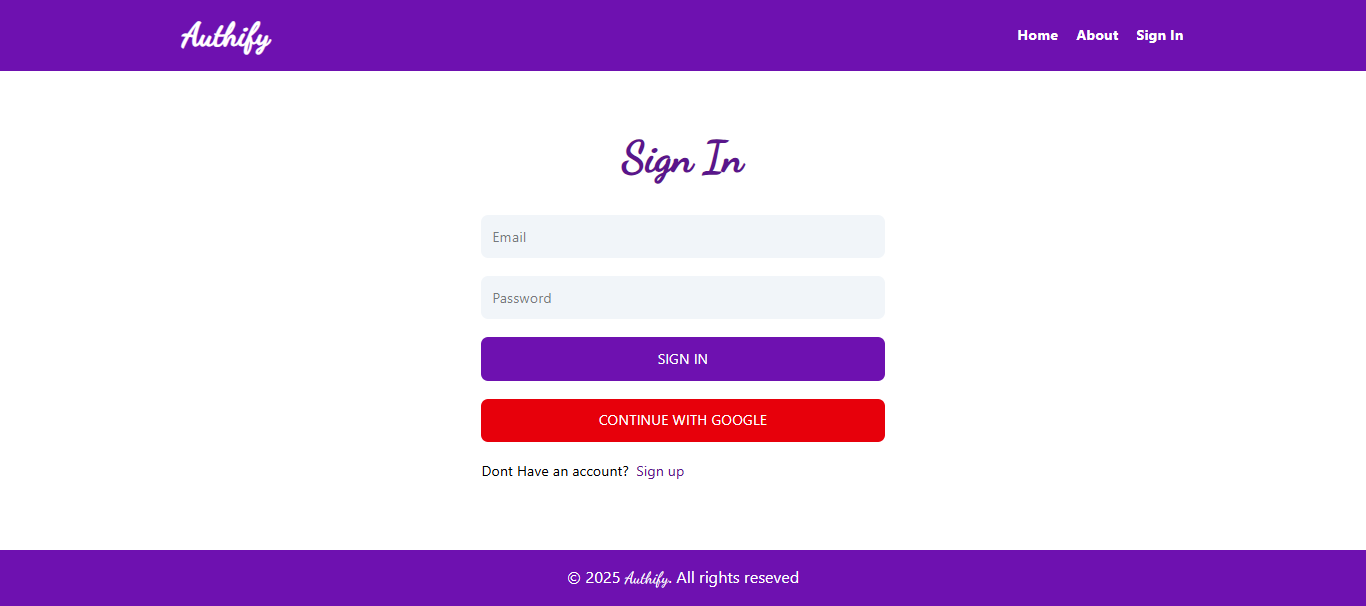 Authify
Home About Sign In
Sign In
Email
Password
SIGN IN
CONTINUE WITH GOOGLE
Dont Have an account? Sign up
© 2025 Authify. All rights reseved